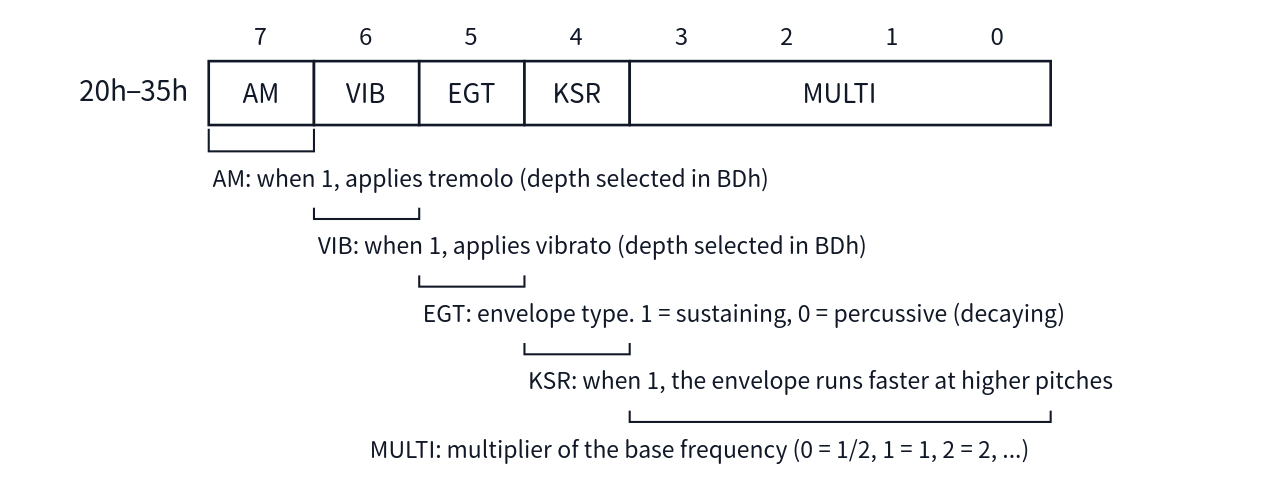 7 6 5 4 3 2 1 0
20h–35h AM VIB EGT KSR MULTI
AM: when 1, applies tremolo (depth selected in BDh)
VIB: when 1, applies vibrato (depth selected in BDh)
EGT: envelope type. 1 = sustaining, 0 = percussive (decaying)
KSR: when 1, the envelope runs faster at higher pitches
MULTI: multiplier of the base frequency (0 = 1/2, 1 = 1, 2 = 2, ...)